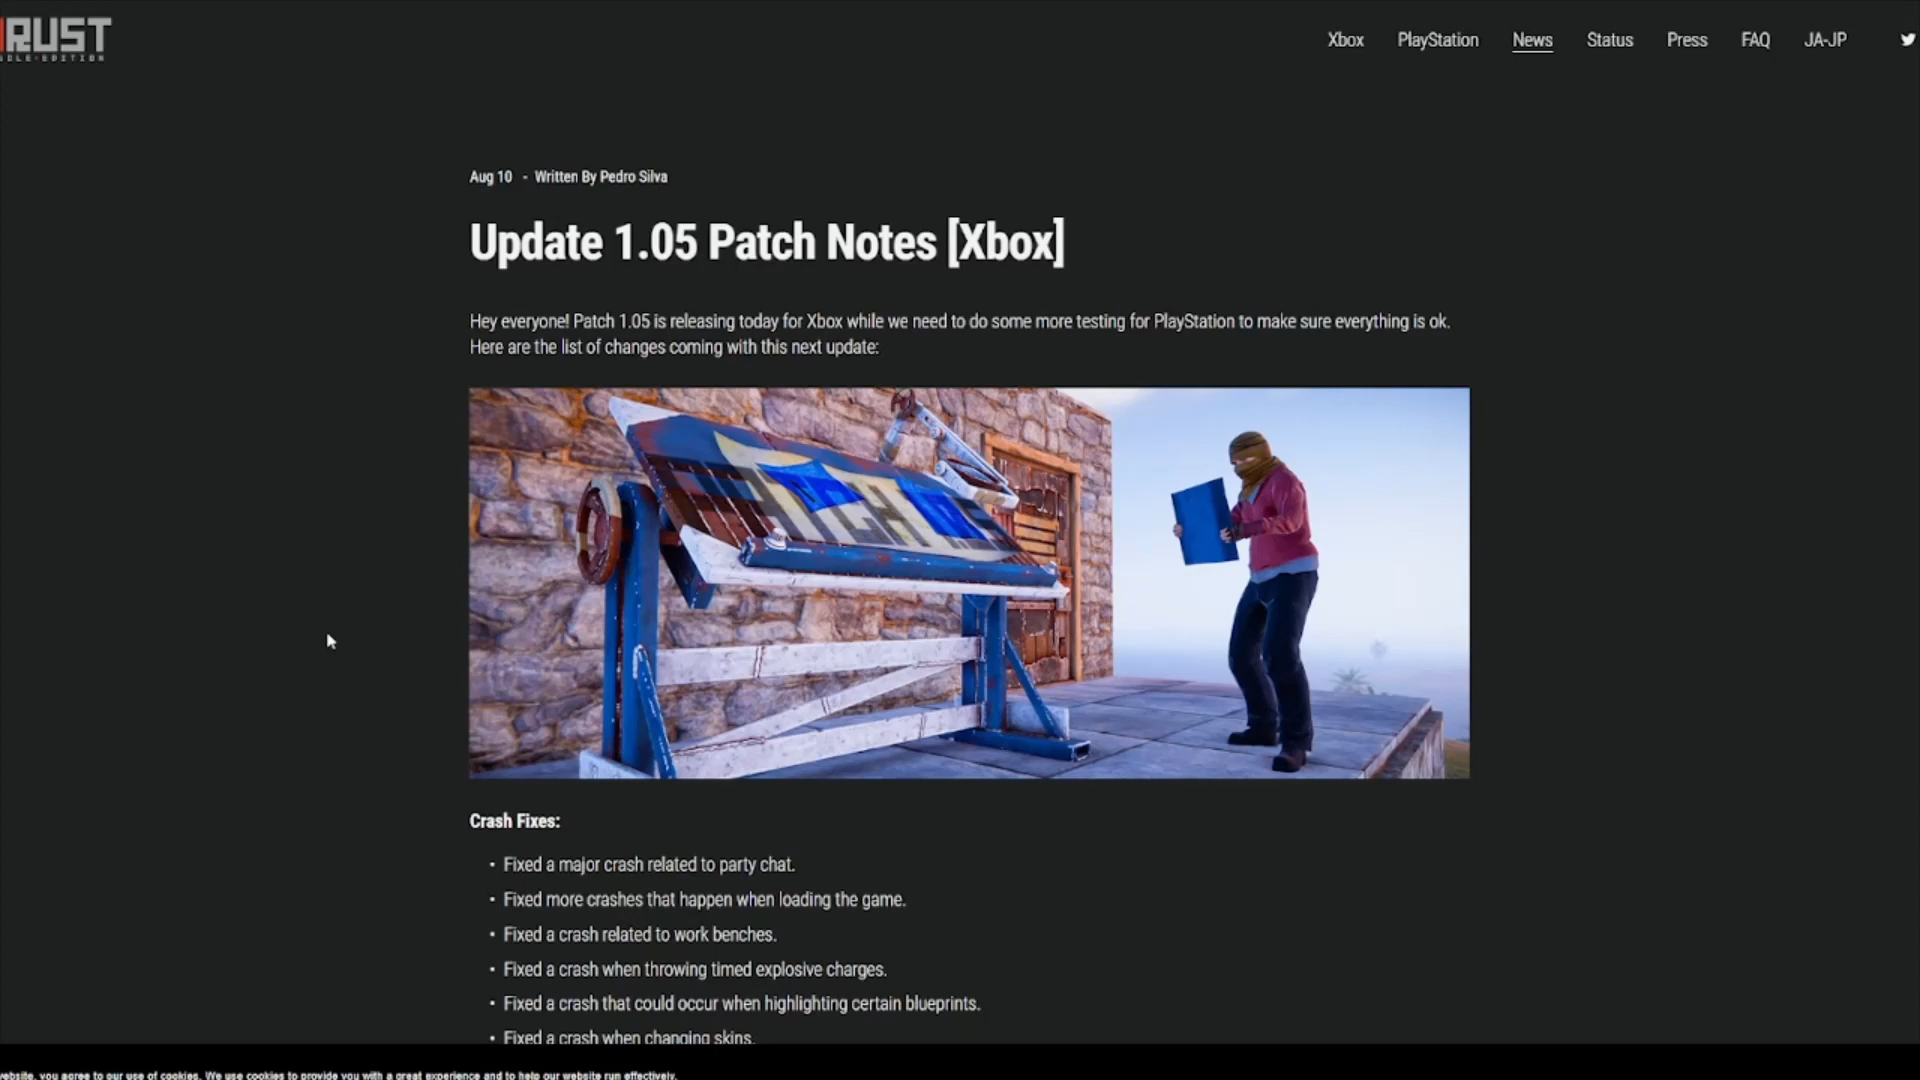 RUST
Xbox PlayStation News Status Press FAQ JA-JP
Aug 10 - Written By Pedro Silva
Update 1.05 Patch Notes [Xbox]
Hey everyone! Patch 1.05 is releasing today for Xbox while we need to do some more testing for PlayStation to make sure everything is ok.
Here are the list of changes coming with this next update:
Crash Fixes:
• Fixed a major crash related to party chat.
• Fixed more crashes that happen when loading the game.
• Fixed a crash related to work benches.
• Fixed a crash when throwing timed explosive charges.
• Fixed a crash that could occur when highlighting certain blueprints.
• Fixed a crash when changing skins.
website, you agree to our use of cookies. We use cookies to provide you with a great experience and to help our website run effectively.